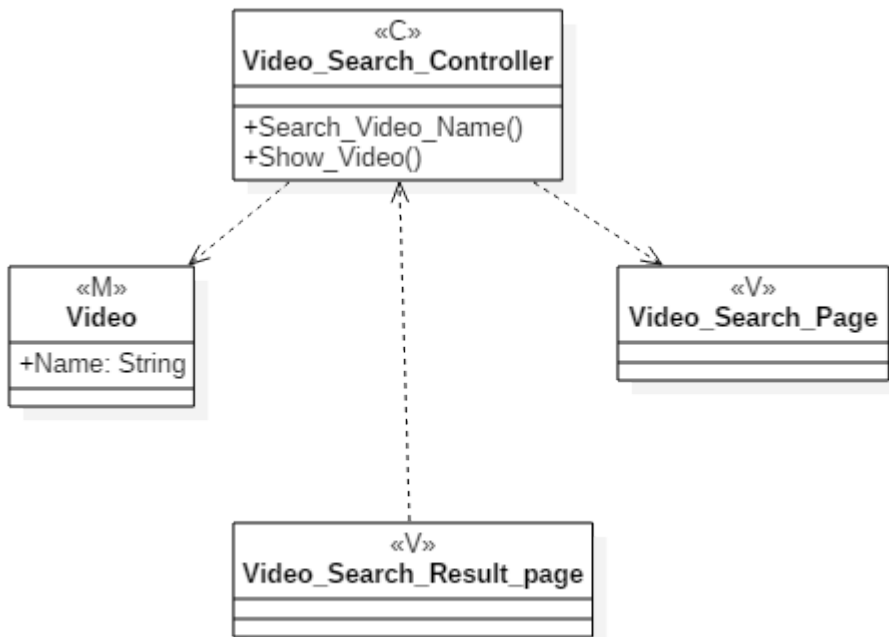 «C»
Video_Search_Controller
+Search_Video_Name()
+Show_Video()
«M»
Video
+Name: String
«V»
Video_Search_Page
«V»
Video_Search_Result_page